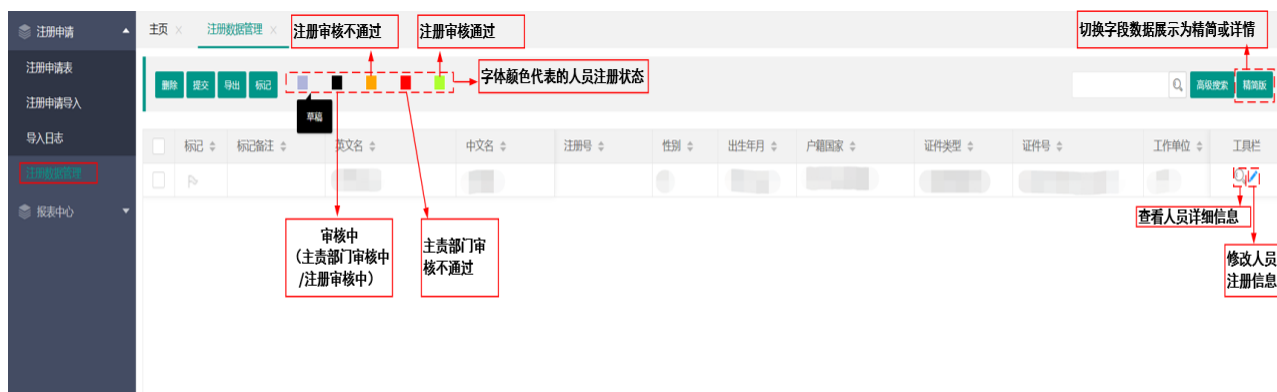 注册申请
主页
注册数据管理
注册审核不通过
注册审核通过
切换字段数据展示为精简或详情
注册申请表
删除
提交
导出
标记
字体颜色代表的人员注册状态
高级搜索
精简版
注册申请导入
草稿
导入日志
标记
标记备注
英文名
中文名
注册号
性别
出生年月
户籍国家
证件类型
证件号
工作单位
工具栏
注册数据管理
报表中心
查看人员详细信息
审核中
（主责部门审核中
/注册审核中）
主责部门审
核不通过
修改人员
注册信息